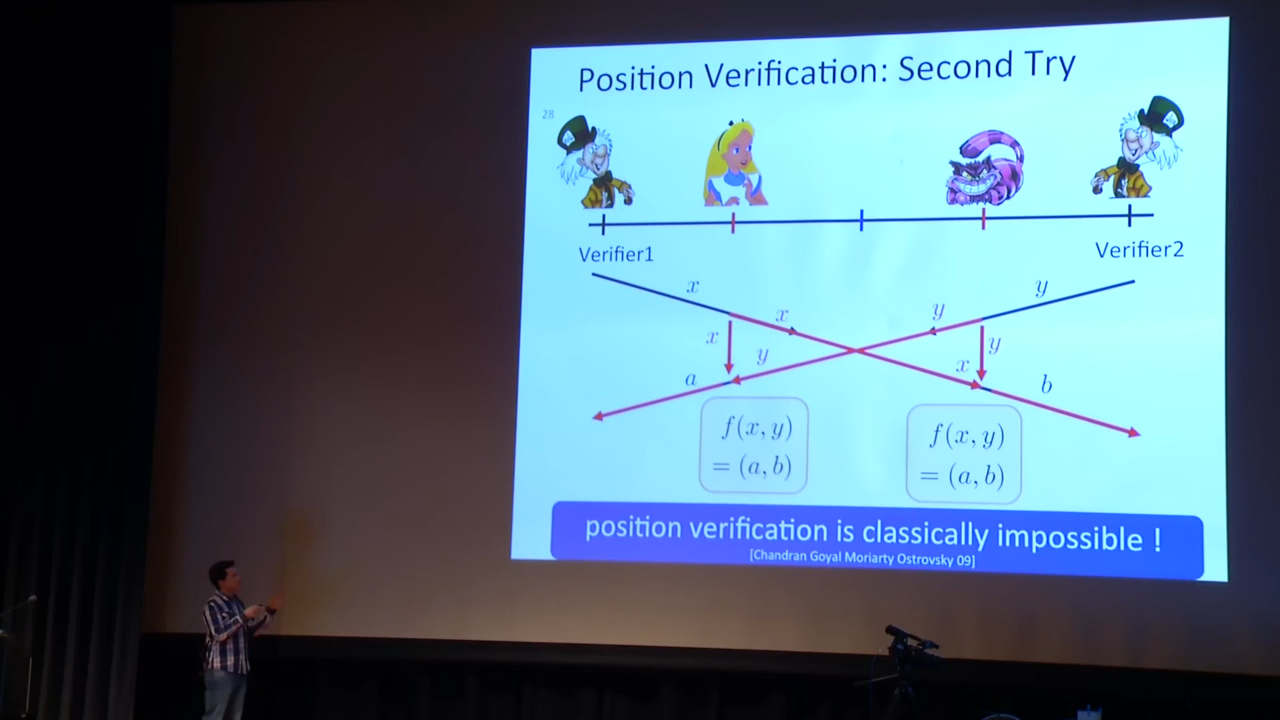 Position Verification: Second Try
28
Verifier1
Verifier2
x
y
x
y
x
y
y
x
a
b
f(x, y)
= (a, b)
f(x, y)
= (a, b)
position verification is classically impossible !
[Chandran Goyal Moriarty Ostrovsky 09]